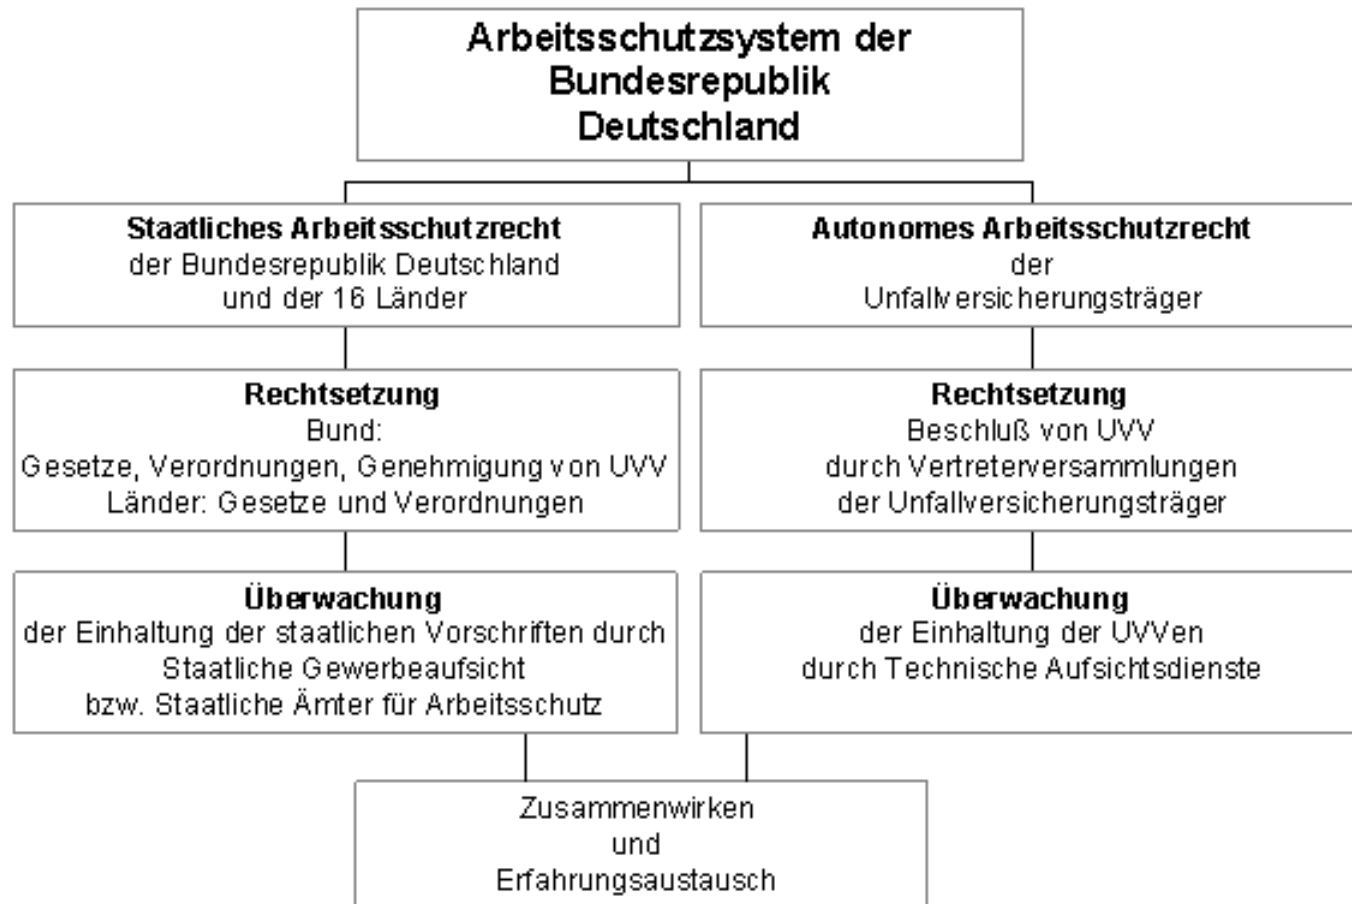 Arbeitsschutzsystem der
Bundesrepublik
Deutschland
Staatliches Arbeitsschutzrecht
der Bundesrepublik Deutschland
und der 16 Länder
Autonomes Arbeitsschutzrecht
der
Unfallversicherungsträger
Rechtsetzung
Bund:
Gesetze, Verordnungen, Genehmigung von UVV
Länder: Gesetze und Verordnungen
Rechtsetzung
Beschluß von UVV
durch Vertreterversammlungen
der Unfallversicherungsträger
Überwachung
der Einhaltung der staatlichen Vorschriften durch
Staatliche Gewerbeaufsicht
bzw. Staatliche Ämter für Arbeitsschutz
Überwachung
der Einhaltung der UVVen
durch Technische Aufsichtsdienste
Zusammenwirken
und
Erfahrungsaustausch